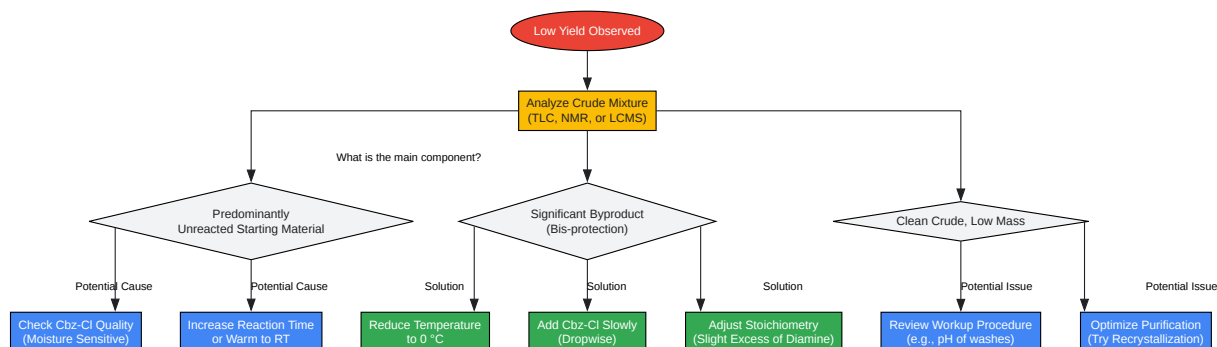 Low Yield Observed
Analyze Crude Mixture
(TLC, NMR, or LCMS)
What is the main component?
Predominantly
Unreacted Starting Material
Significant Byproduct
(Bis-protection)
Clean Crude, Low Mass
Potential Cause
Potential Cause
Solution
Solution
Solution
Potential Issue
Potential Issue
Check Cbz-Cl Quality
(Moisture Sensitive)
Increase Reaction Time
or Warm to RT
Reduce Temperature
to 0 °C
Add Cbz-Cl Slowly
(Dropwise)
Adjust Stoichiometry
(Slight Excess of Diamine)
Review Workup Procedure
(e.g., pH of washes)
Optimize Purification
(Try Recrystallization)